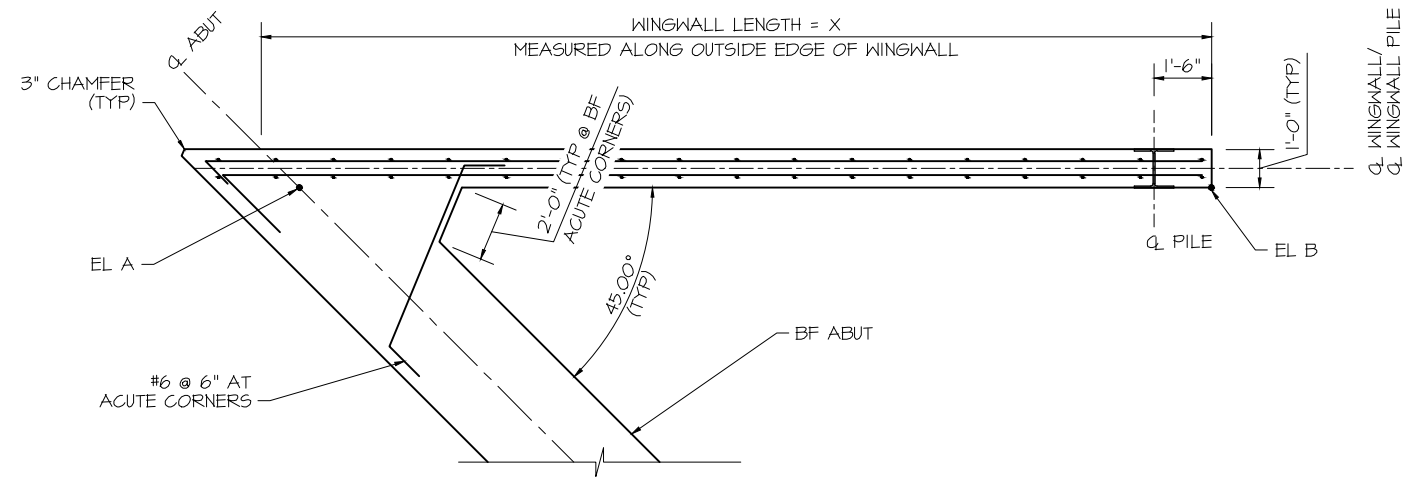 WINGWALL LENGTH = X
MEASURED ALONG OUTSIDE EDGE OF WINGWALL
℄ ABUT
3" CHAMFER
(TYP)
1'-6"
1'-0" (TYP)
℄ WINGWALL/
℄ WINGWALL PILE
2'-0" (TYP @ BF
ACUTE CORNERS)
EL A
℄ PILE
EL B
45.00°
(TYP)
BF ABUT
#6 @ 6" AT
ACUTE CORNERS